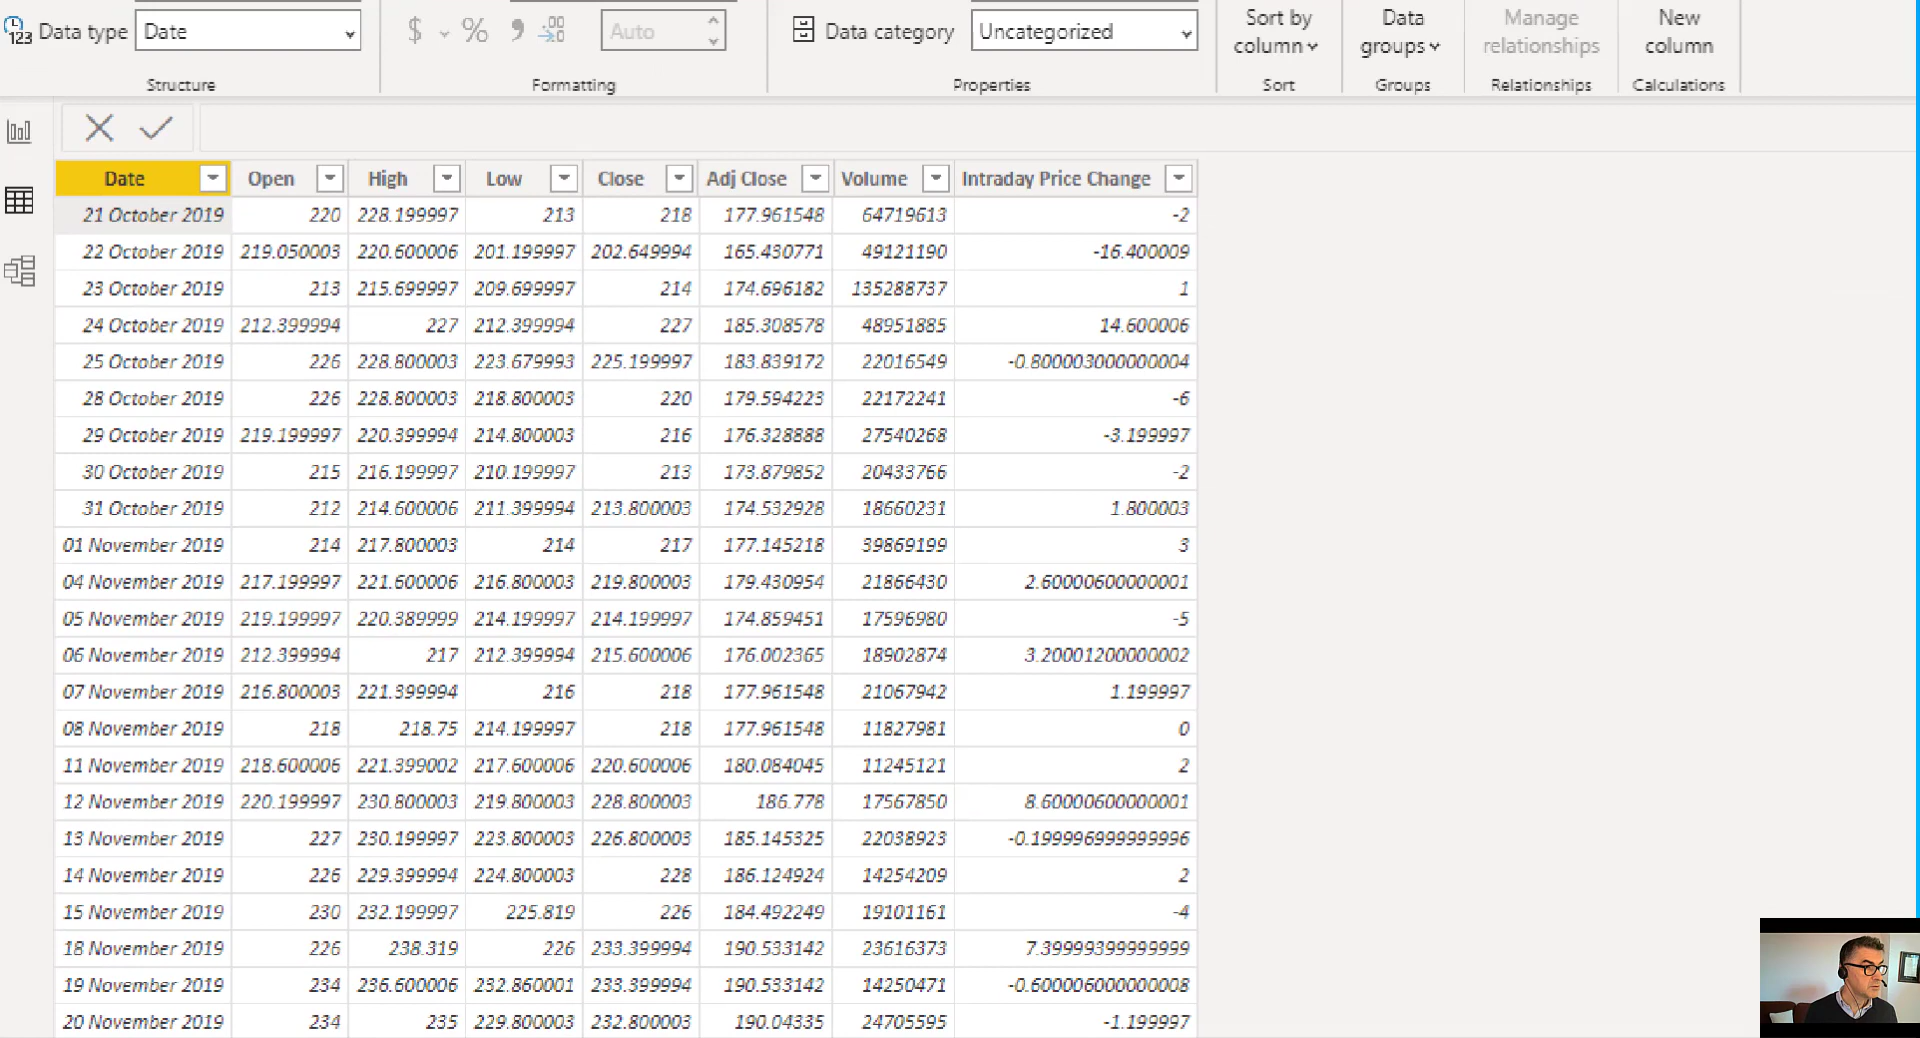 Data type Date
$ % 9 .00 Auto
Data category Uncategorized
Sort by column
Data groups
Manage relationships
New column
Structure Formatting Properties Sort Groups Relationships Calculations
Date Open High Low Close Adj Close Volume Intraday Price Change
21 October 2019 220 228.199997 213 218 177.961548 64719613 -2
22 October 2019 219.050003 220.600006 201.199997 202.649994 165.430771 49121190 -16.400009
23 October 2019 213 215.699997 209.699997 214 174.696182 135288737 1
24 October 2019 212.399994 227 212.399994 227 185.308578 48951885 14.600006
25 October 2019 226 228.800003 223.679993 225.199997 183.839172 22016549 -0.800003000000004
28 October 2019 226 228.800003 218.800003 220 179.594223 22172241 -6
29 October 2019 219.199997 220.399994 214.800003 216 176.328888 27540268 -3.199997
30 October 2019 215 216.199997 210.199997 213 173.879852 20433766 -2
31 October 2019 212 214.600006 211.399994 213.800003 174.532928 18660231 1.800003
01 November 2019 214 217.800003 214 217 177.145218 39869199 3
04 November 2019 217.199997 221.600006 216.800003 219.800003 179.430954 21866430 2.60000600000001
05 November 2019 219.199997 220.389999 214.199997 214.199997 174.859451 17596980 -5
06 November 2019 212.399994 217 212.399994 215.600006 176.002365 18902874 3.20001200000002
07 November 2019 216.800003 221.399994 216 218 177.961548 21067942 1.199997
08 November 2019 218 218.75 214.199997 218 177.961548 11827981 0
11 November 2019 218.600006 221.399002 217.600006 220.600006 180.084045 11245121 2
12 November 2019 220.199997 230.800003 219.800003 228.800003 186.778 17567850 8.60000600000001
13 November 2019 227 230.199997 223.800003 226.800003 185.145325 22038923 -0.199996999999996
14 November 2019 226 229.399994 224.800003 228 186.124924 14254209 2
15 November 2019 230 232.199997 225.819 226 184.492249 19101161 -4
18 November 2019 226 238.319 226 233.399994 190.533142 23616373 7.39999399999999
19 November 2019 234 236.600006 232.860001 233.399994 190.533142 14250471 -0.600006000000008
20 November 2019 234 235 229.800003 232.800003 190.04335 24705595 -1.199997